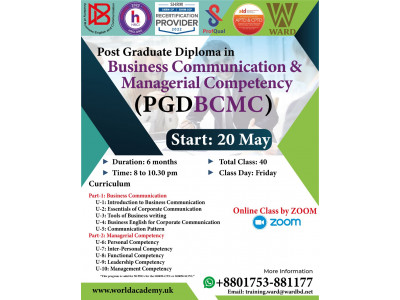 SHRM
RECERTIFICATION
PROVIDER
2022
ProQual
WARD
Post Graduate Diploma in
Business Communication &
Managerial Competency
(PGDBCMC)
Start: 20 May
Duration: 6 months
Total Class: 40
Time: 8 to 10.30 pm
Class Day: Friday
Curriculum
Part-1: Business Communication
U-1: Introduction to Business Communication
U-2: Essentials of Corporate Communication
U-3: Tools of Business writing
U-4: Business English for Corporate Communication
U-5: Communication Pattern
Part-2: Managerial Competency
U-6: Personal Competency
U-7: Inter-Personal Competency
U-8: Functional Competency
U-9: Leadership Competency
U-10: Management Competency
Online Class by ZOOM
zoom
More Information
+8801753-881177
www.worldacademy.uk
Email: training.ward@wardbd.net